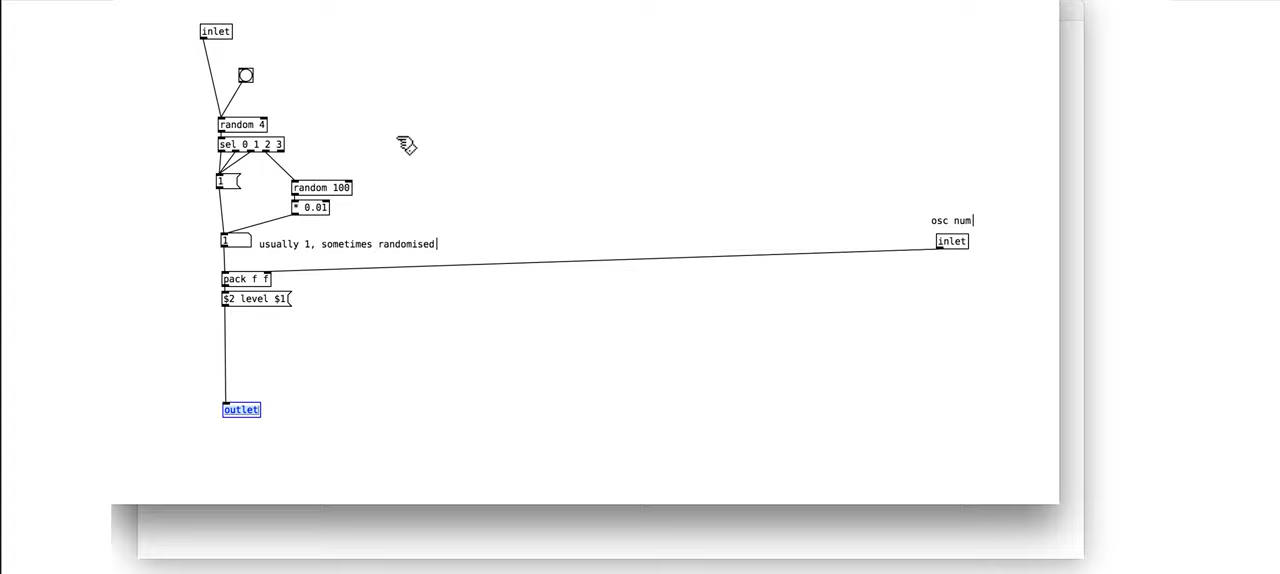 inlet
random 4
sel 0 1 2 3
1
random 100
* 0.01
osc num
1
usually 1, sometimes randomised
inlet
pack f f
$2 level $1
outlet